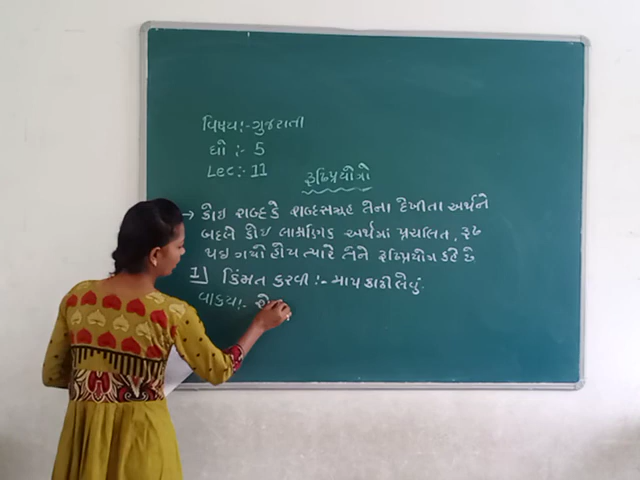 વિષય:- ગુજરાતી
ધો :- 5
Lec:- 11
રૂઢિપ્રયોગો
→ કોઇ શબ્દ કે શબ્દસમૂહ તેના દેખીતા અર્થને
બદલે કોઇ લાક્ષણિક અર્થમાં પ્રચલિત, રૂઢ
થઇ ગયો હોય ત્યારે તેને રૂઢિપ્રયોગ કહે છે
1) કિંમત કરવી :- માપ કાઢી લેવું.
વાક્ય:-